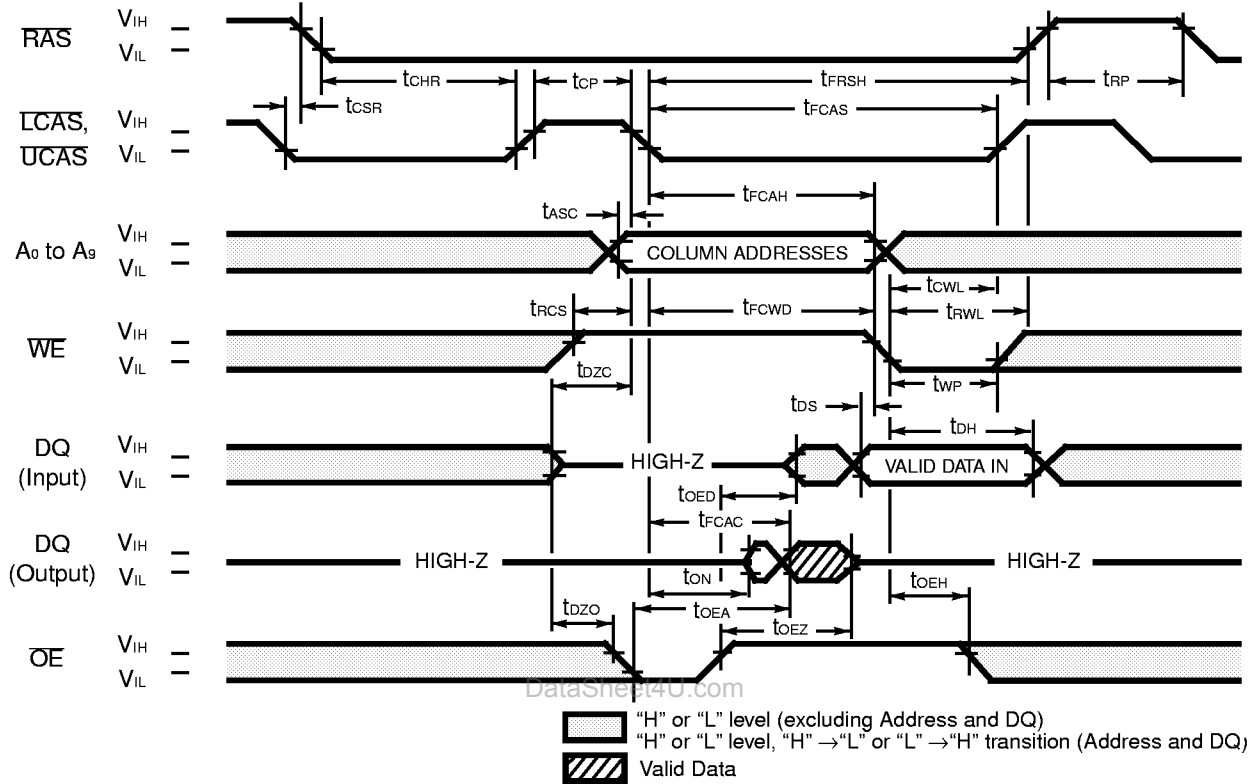 RAS VIH
VIL
tCHR tCP tFRSH tRP
tCSR tFCAS
LCAS, VIH
UCAS VIL
tFCAH
tASC
A0 to A9 VIH
VIL
COLUMN ADDRESSES
tCWL
tRCS tFCWD tRWL
WE VIH
VIL
tDZC tWP
tDS
tDH
DQ VIH
(Input) VIL
HIGH-Z VALID DATA IN
tOED
tFCAC
DQ VIH
(Output) VIL
HIGH-Z HIGH-Z
tON tOEH
tDZO tOEA
tOEZ
OE VIH
VIL
DataSheet4U.com
“H” or “L” level (excluding Address and DQ)
“H” or “L” level, “H” →“L” or “L” →“H” transition (Address and DQ)
Valid Data